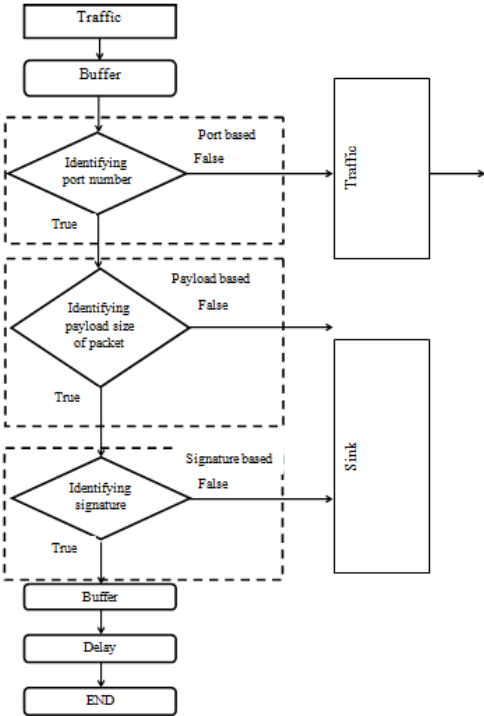 Traffic
Buffer
Port based
False
Identifying
port number
Traffic
True
Payload based
False
Identifying
payload size
of packet
True
Signature based
False
Sink
Identifying
signature
True
Buffer
Delay
END